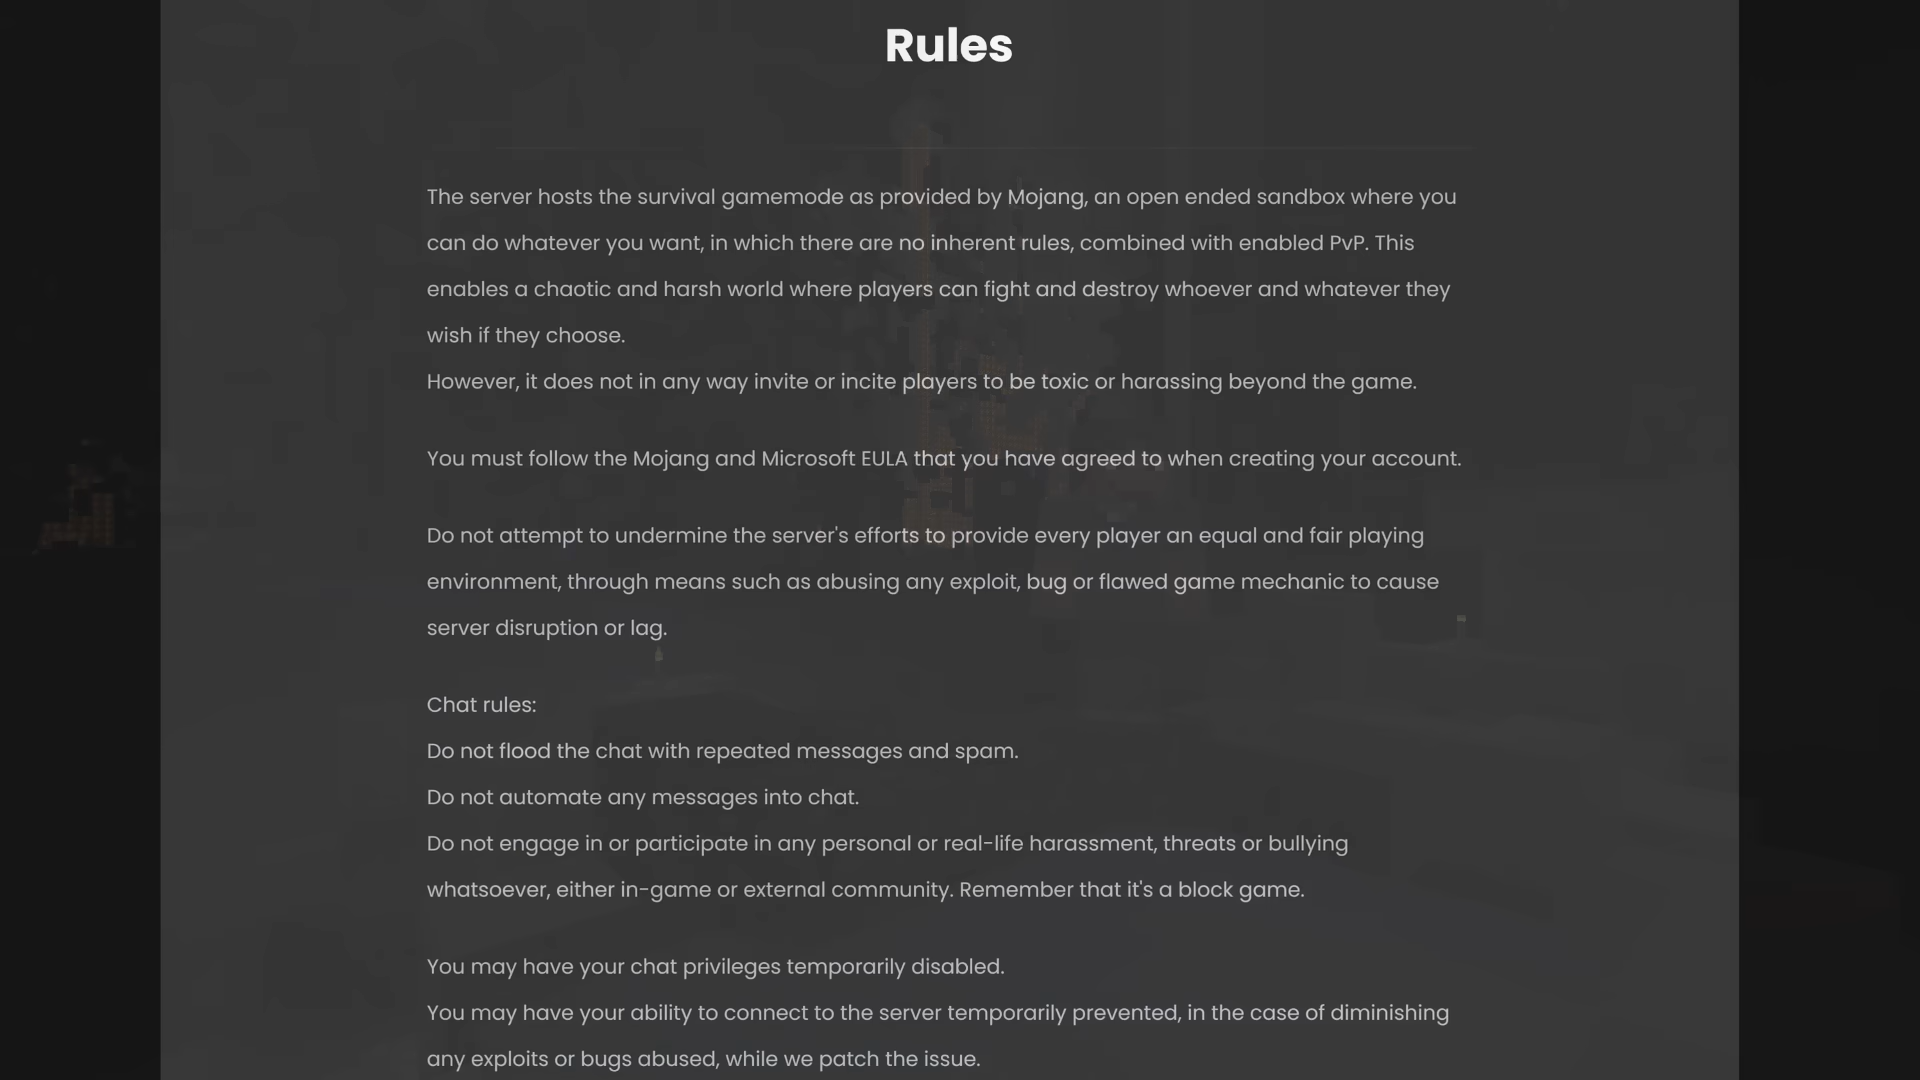 Rules
The server hosts the survival gamemode as provided by Mojang, an open ended sandbox where you
can do whatever you want, in which there are no inherent rules, combined with enabled PvP. This
enables a chaotic and harsh world where players can fight and destroy whoever and whatever they
wish if they choose.
However, it does not in any way invite or incite players to be toxic or harassing beyond the game.
You must follow the Mojang and Microsoft EULA that you have agreed to when creating your account.
Do not attempt to undermine the server's efforts to provide every player an equal and fair playing
environment, through means such as abusing any exploit, bug or flawed game mechanic to cause
server disruption or lag.
Chat rules:
Do not flood the chat with repeated messages and spam.
Do not automate any messages into chat.
Do not engage in or participate in any personal or real-life harassment, threats or bullying
whatsoever, either in-game or external community. Remember that it's a block game.
You may have your chat privileges temporarily disabled.
You may have your ability to connect to the server temporarily prevented, in the case of diminishing
any exploits or bugs abused, while we patch the issue.